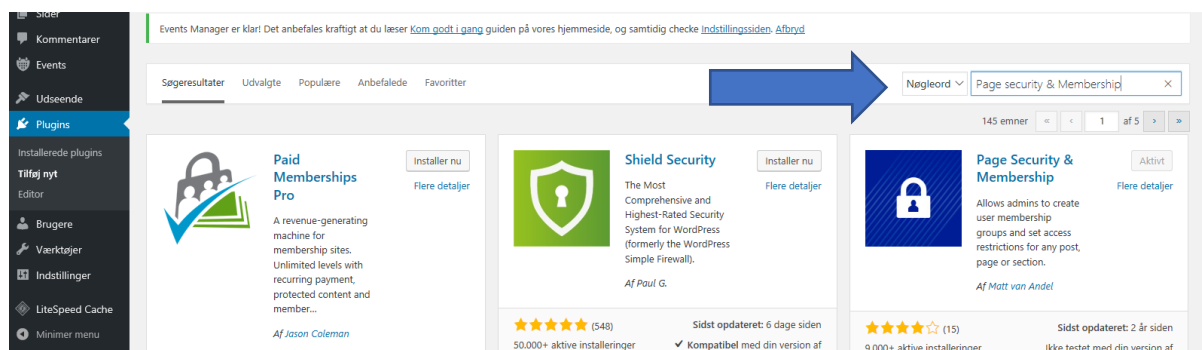 Sider
Kommentarer
Events
Udseende
Plugins
Installerede plugins
Tilføj nyt
Editor
Brugere
Værktøjer
Indstillinger
LiteSpeed Cache
Minimer menu
Events Manager er klar! Det anbefales kraftigt at du læser Kom godt i gang guiden på vores hjemmeside, og samtidig checke Indstillingssiden. Afbryd
Søgeresultater Udvalgte Populære Anbefalede Favoritter
Nøgleord Page security & Membership ×
145 emner « ‹ 1 af 5 › »
Paid
Memberships
Pro
Installer nu
Flere detaljer
A revenue-generating
machine for
membership sites.
Unlimited levels with
recurring payment,
protected content and
member...
Af Jason Coleman
Shield Security
Installer nu
Flere detaljer
The Most
Comprehensive and
Highest-Rated Security
System for WordPress
(formerly the WordPress
Simple Firewall).
Af Paul G.
(548)
Sidst opdateret: 6 dage siden
50.000+ aktive installeringer
Kompatibel med din version af
Page Security &
Membership
Aktivt
Flere detaljer
Allows admins to create
user membership
groups and set access
restrictions for any post,
page or section.
Af Matt van Andel
(15)
Sidst opdateret: 2 år siden
9.000+ aktive installeringer
Ikke testet med din version af